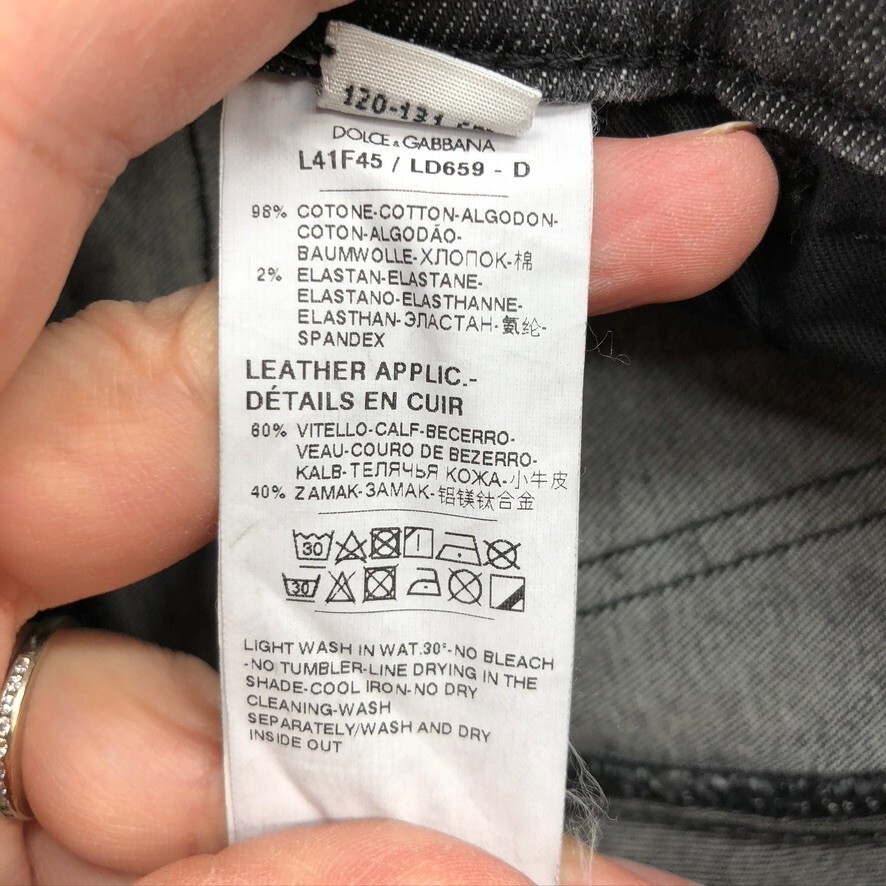 120-131 cm
DOLCE & GABBANA
L41F45 / LD659 - D
98% COTONE-COTTON-ALGODON-
COTON-ALGODÃO-
BAUMWOLLE-ХЛОПОК-棉
2% ELASTAN-ELASTANE-
ELASTANO-ELASTHANNE-
ELASTHAN-ЭЛАСТАН-氨纶-
SPANDEX
LEATHER APPLIC.-
DÉTAILS EN CUIR
60% VITELLO-CALF-BECERRO-
VEAU-COURO DE BEZERRO-
KALB-ТЕЛЯЧЬЯ КОЖА-小牛皮
40% ZAMAK-ЗАМАК-铝镁钛合金
30
30
LIGHT WASH IN WAT.30°-NO BLEACH
-NO TUMBLER-LINE DRYING IN THE
SHADE-COOL IRON-NO DRY
CLEANING-WASH
SEPARATELY/WASH AND DRY
INSIDE OUT